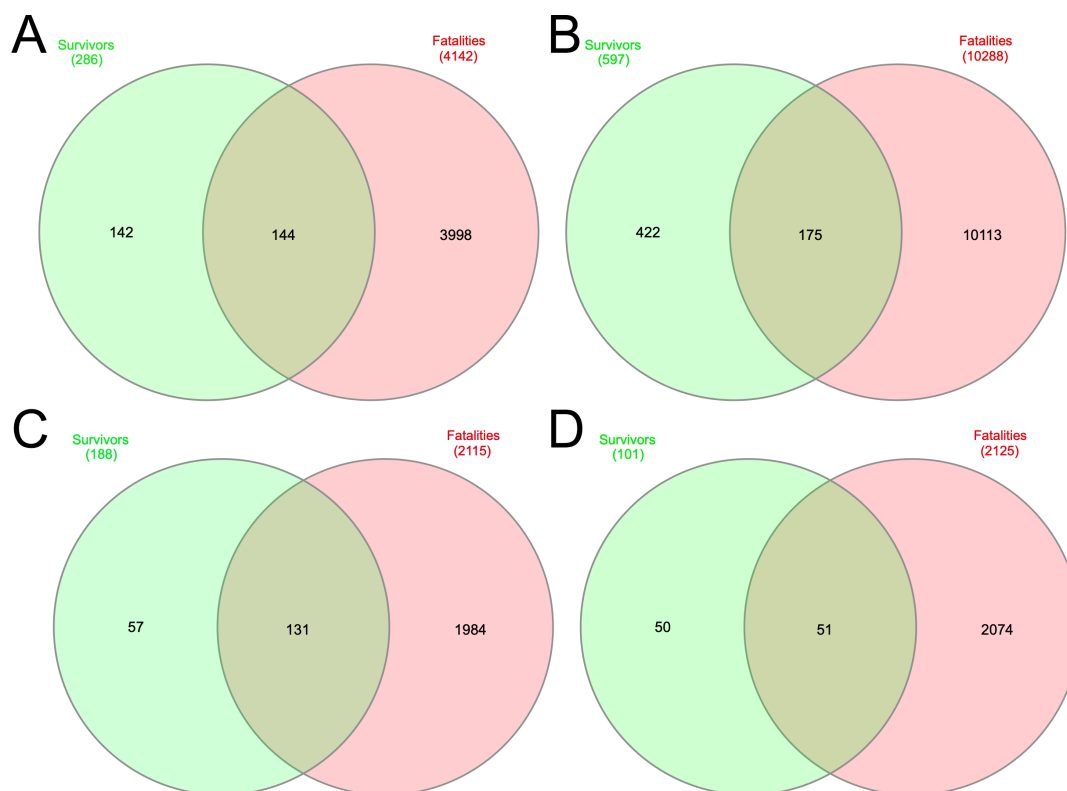 A
Survivors
(286)
Fatalities
(4142)
142
144
3998
B
Survivors
(597)
Fatalities
(10288)
422
175
10113
C
Survivors
(188)
Fatalities
(2115)
57
131
1984
D
Survivors
(101)
Fatalities
(2125)
50
51
2074